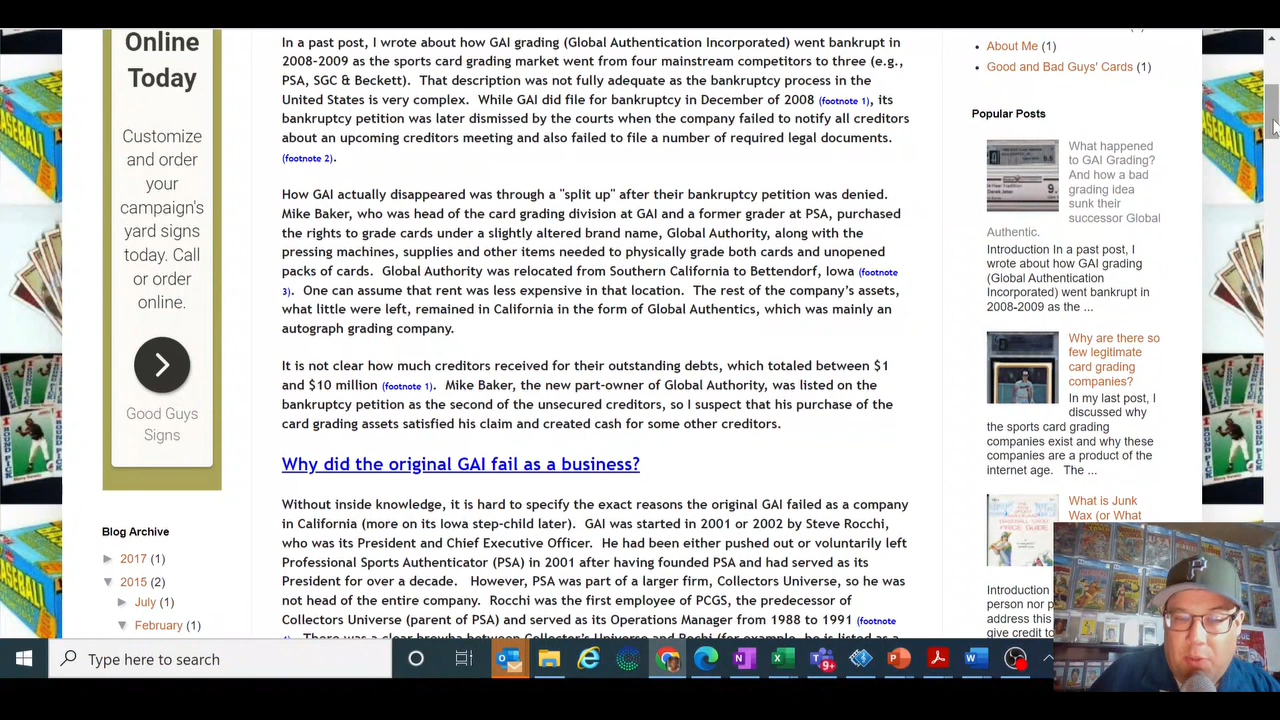 Online
Today
Customize
and order
your
campaign's
yard signs
today. Call
or order
online.
Good Guys
Signs
Blog Archive
► 2017 (1)
▼ 2015 (2)
► July (1)
▼ February (1)
In a past post, I wrote about how GAI grading (Global Authentication Incorporated) went bankrupt in
2008-2009 as the sports card grading market went from four mainstream competitors to three (e.g.,
PSA, SGC & Beckett). That description was not fully adequate as the bankruptcy process in the
United States is very complex. While GAI did file for bankruptcy in December of 2008 (footnote 1), its
bankruptcy petition was later dismissed by the courts when the company failed to notify all creditors
about an upcoming creditors meeting and also failed to file a number of required legal documents.
(footnote 2).
How GAI actually disappeared was through a "split up" after their bankruptcy petition was denied.
Mike Baker, who was head of the card grading division at GAI and a former grader at PSA, purchased
the rights to grade cards under a slightly altered brand name, Global Authority, along with the
pressing machines, supplies and other items needed to physically grade both cards and unopened
packs of cards. Global Authority was relocated from Southern California to Bettendorf, Iowa (footnote
3). One can assume that rent was less expensive in that location. The rest of the company's assets,
what little were left, remained in California in the form of Global Authentics, which was mainly an
autograph grading company.
It is not clear how much creditors received for their outstanding debts, which totaled between $1
and $10 million (footnote 1). Mike Baker, the new part-owner of Global Authority, was listed on the
bankruptcy petition as the second of the unsecured creditors, so I suspect that his purchase of the
card grading assets satisfied his claim and created cash for some other creditors.
Why did the original GAI fail as a business?
Without inside knowledge, it is hard to specify the exact reasons the original GAI failed as a company
in California (more on its Iowa step-child later). GAI was started in 2001 or 2002 by Steve Rocchi,
who was its President and Chief Executive Officer. He had been either pushed out or voluntarily left
Professional Sports Authenticator (PSA) in 2001 after having founded PSA and had served as its
President for over a decade. However, PSA was part of a larger firm, Collectors Universe, so he was
not head of the entire company. Rocchi was the first employee of PCGS, the predecessor of
Collectors Universe (parent of PSA) and served as its Operations Manager from 1988 to 1991 (footnote
About Me (1)
Good and Bad Guys' Cards (1)
Popular Posts
What happened
to GAI Grading?
And how a bad
grading idea
sunk their
successor Global
Authentic.
Introduction In a past post, I
wrote about how GAI grading
(Global Authentication
Incorporated) went bankrupt in
2008-2009 as the ...
Why are there so
few legitimate
card grading
companies?
In my last post, I
discussed why
the sports card grading
companies exist and why these
companies are a product of the
internet age. The ...
What is Junk
Wax (or What
Introduction
person nor p
address this
give credit to
Type here to search